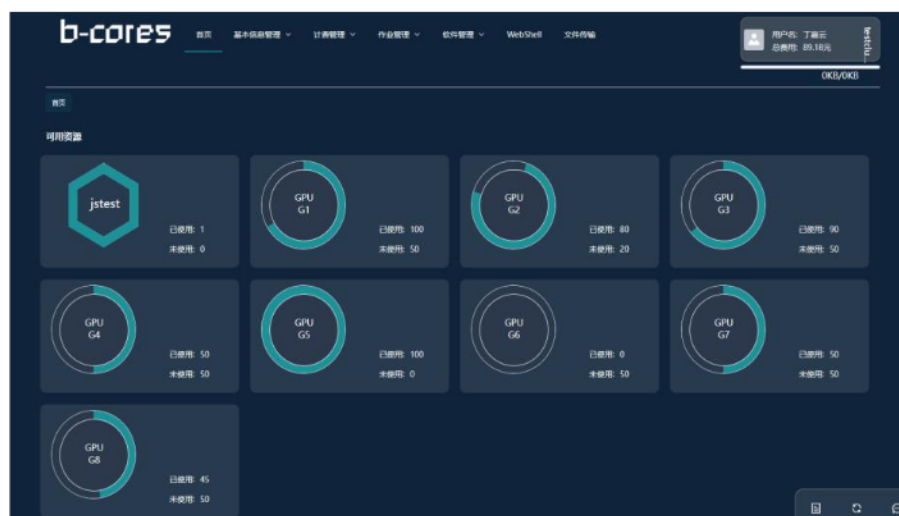 b-cores
首页 基本信息管理 计费管理 作业管理 软件管理 WebShell 文件传输
用户名: 丁富云
总费用: 89.18元
testclu...
0KB/0KB
首页
可用资源
jstest
已使用: 1
未使用: 0
GPU
G1
已使用: 100
未使用: 50
GPU
G2
已使用: 80
未使用: 20
GPU
G3
已使用: 90
未使用: 50
GPU
G4
已使用: 50
未使用: 50
GPU
G5
已使用: 100
未使用: 0
GPU
G6
已使用: 0
未使用: 50
GPU
G7
已使用: 50
未使用: 50
GPU
G8
已使用: 45
未使用: 50